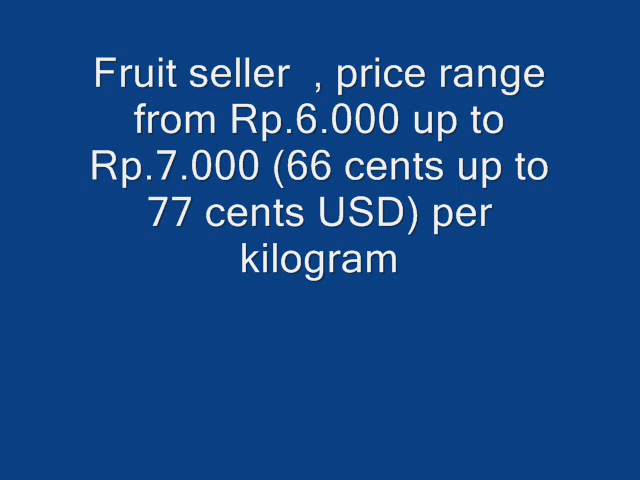 Fruit seller  , price range
from Rp.6.000 up to
Rp.7.000 (66 cents up to
77 cents USD) per
kilogram